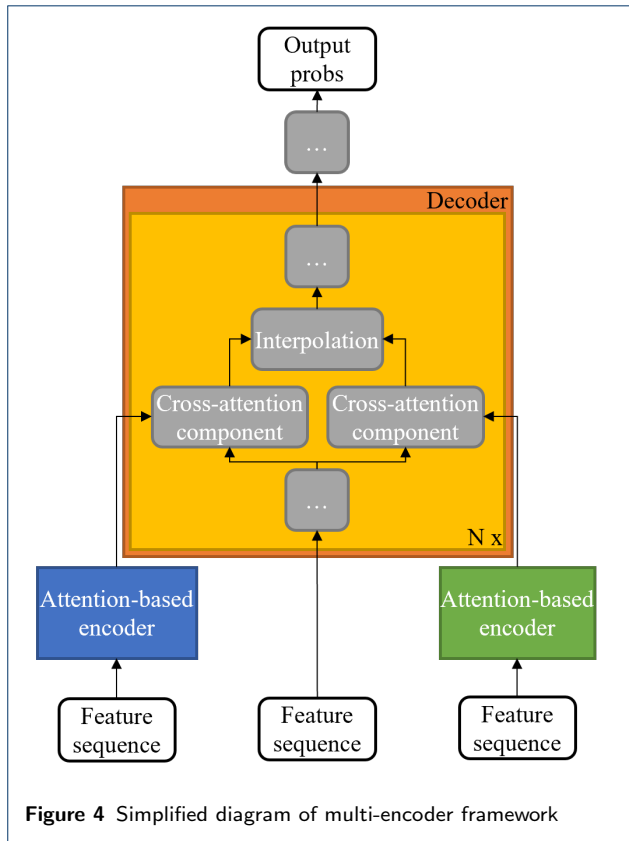 Output
probs
...
Decoder
...
Interpolation
Cross-attention
component
Cross-attention
component
...
N x
Attention-based
encoder
Attention-based
encoder
Feature
sequence
Feature
sequence
Feature
sequence
Figure 4 Simplified diagram of multi-encoder framework